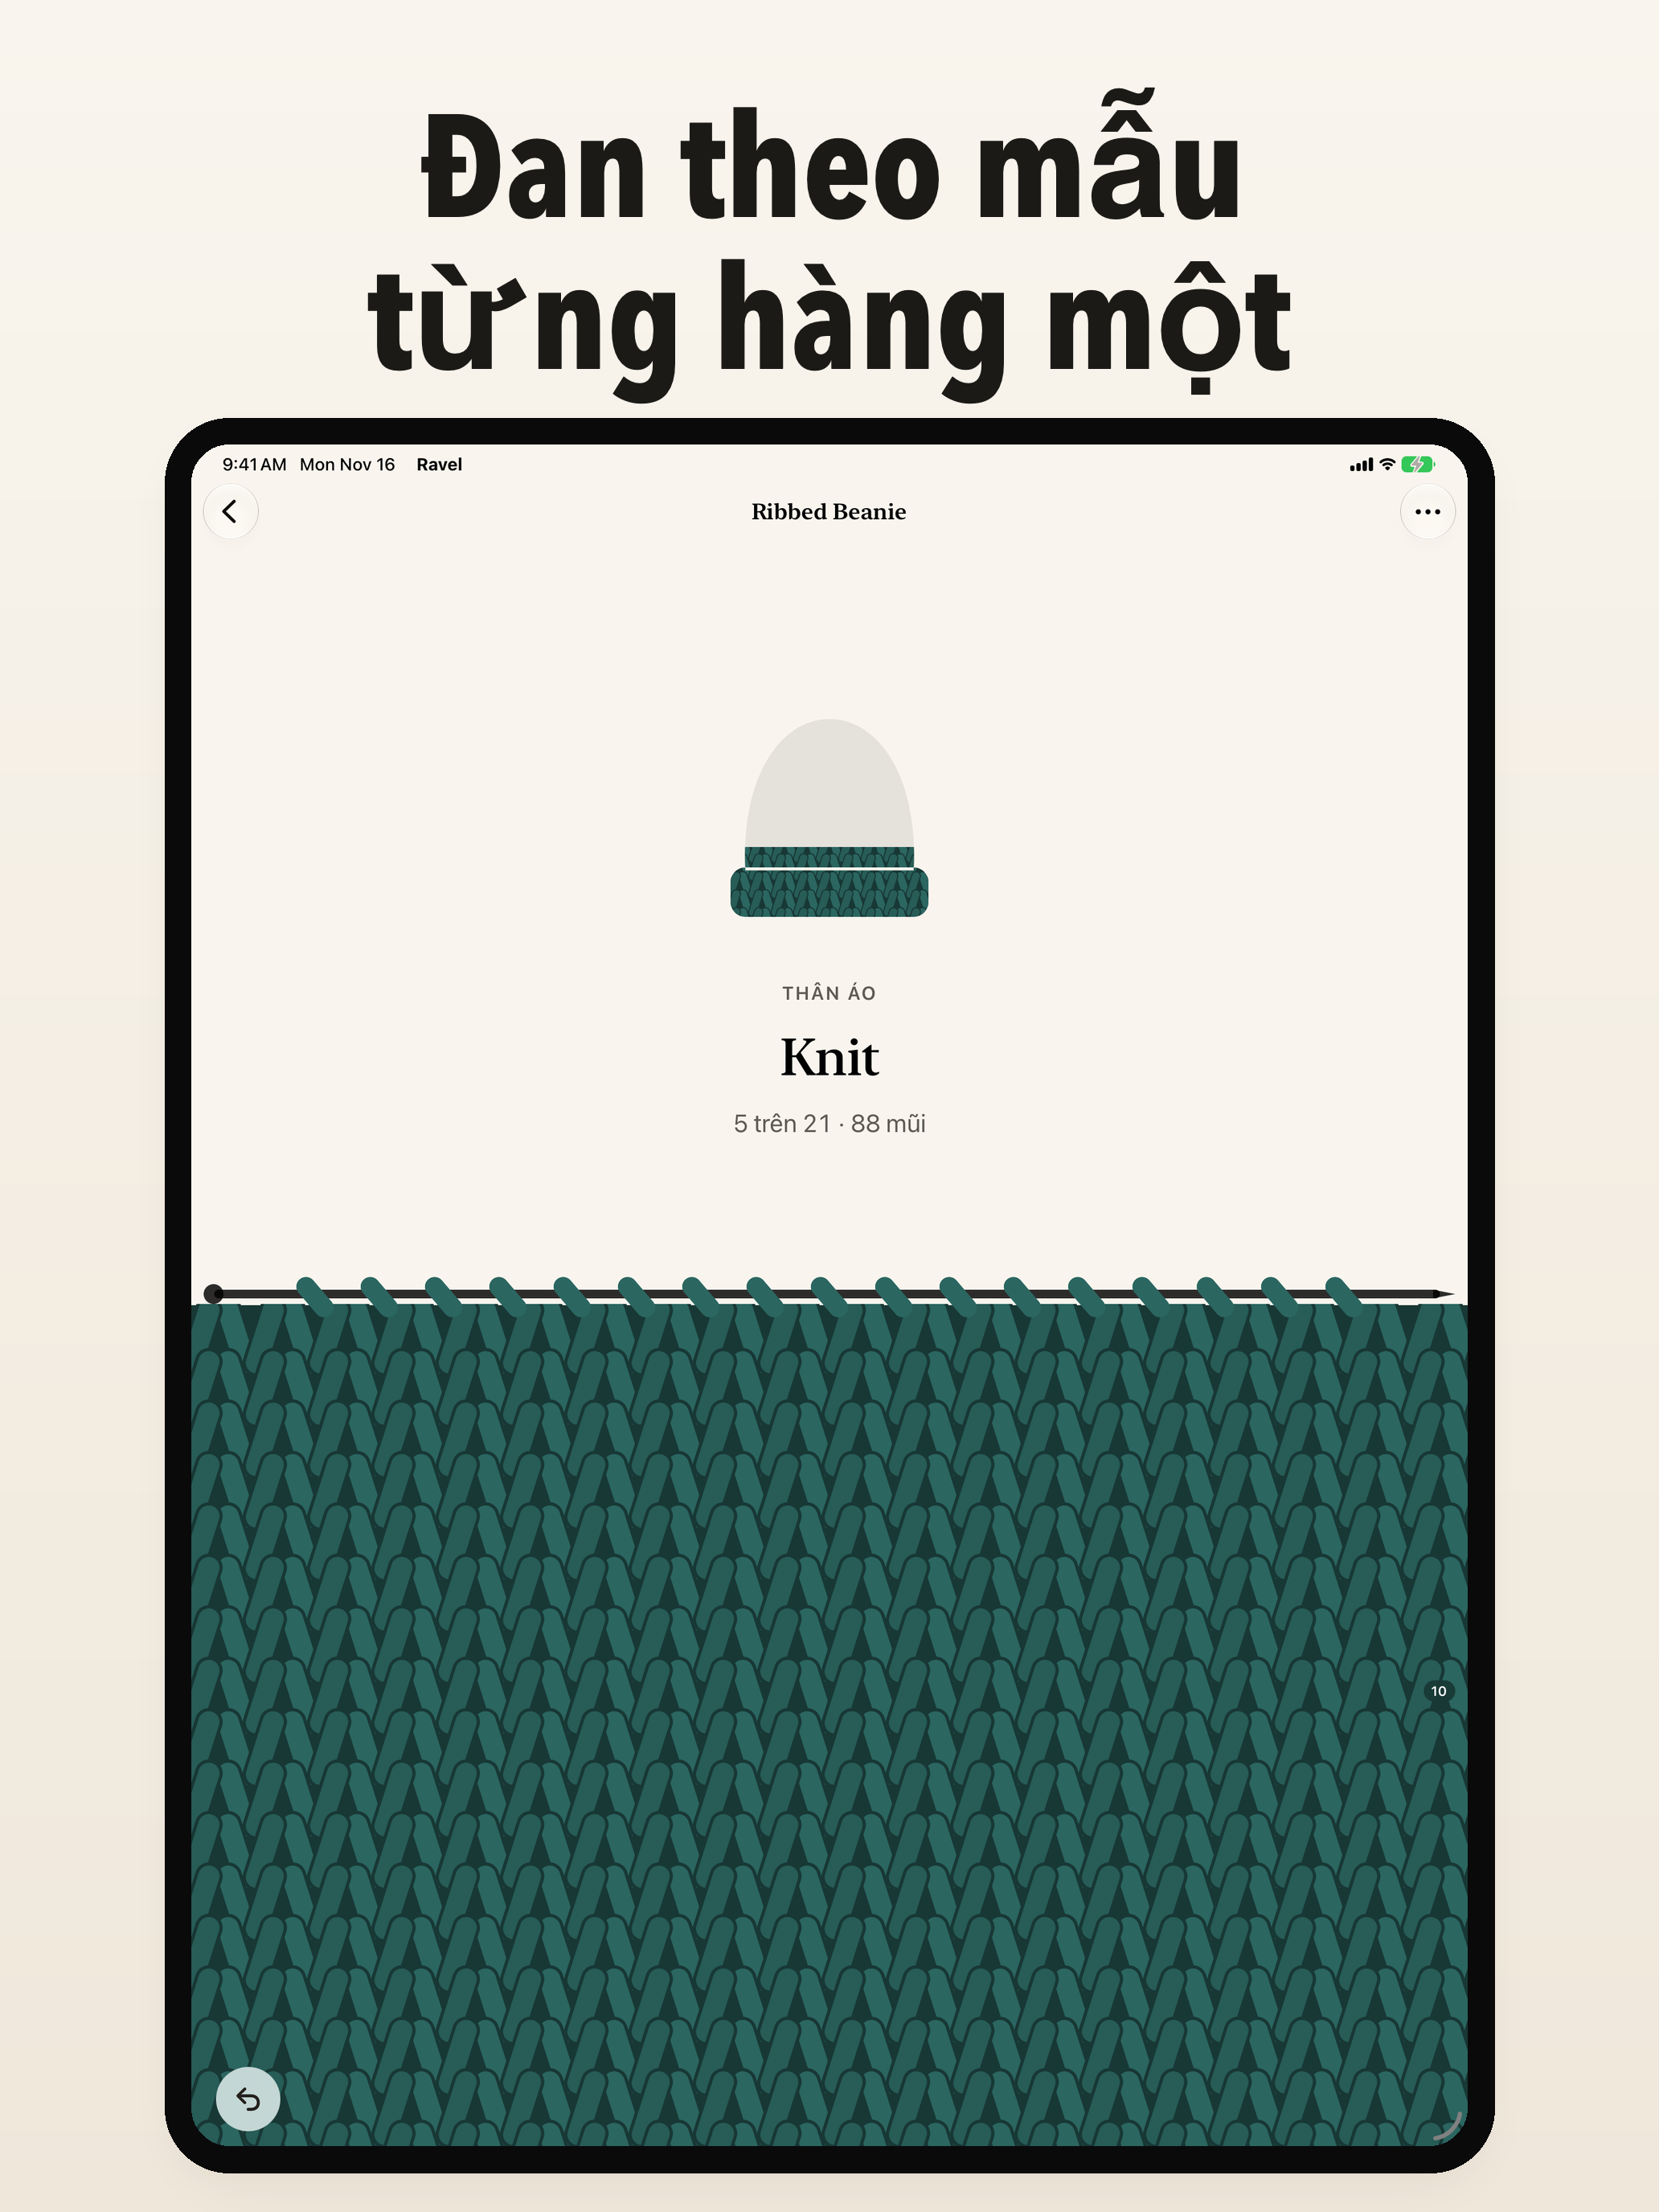 Đan theo mẫu
từng hàng một
9:41 AM Mon Nov 16 Ravel
Ribbed Beanie
THÂN ÁO
Knit
5 trên 21 · 88 mũi
10